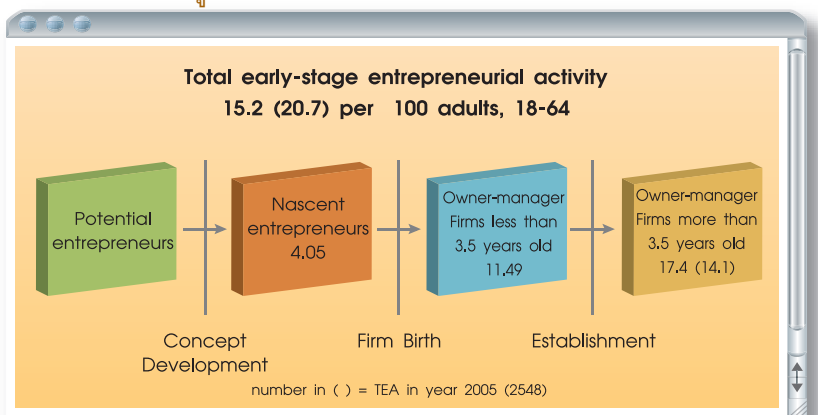 Total early-stage entrepreneurial activity
15.2 (20.7) per 100 adults, 18-64
Potential
entrepreneurs
Nascent
entrepreneurs
4.05
Owner-manager
Firms less than
3.5 years old
11.49
Owner-manager
Firms more than
3.5 years old
17.4 (14.1)
Concept
Development
Firm Birth
Establishment
number in ( ) = TEA in year 2005 (2548)